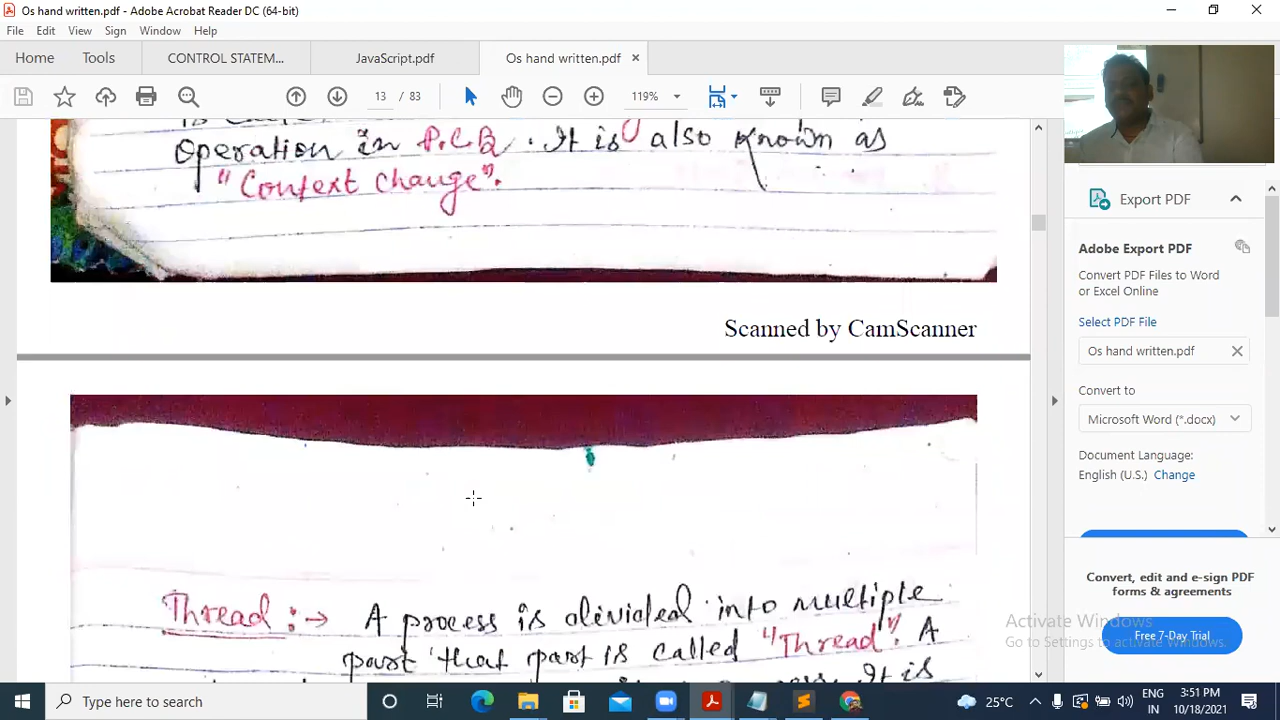 Os hand written.pdf - Adobe Acrobat Reader DC (64-bit)
File Edit View Sign Window Help
Home Tools CONTROL STATEM... JavaScript.pdf Os hand written.pdf
13 / 83 119%
Operation in P.C.B. It is also known as
"Context change".
Scanned by CamScanner
Thread :→ A process is divided into multiple
part that part is called "Thread". A
process. It is
Export PDF
Adobe Export PDF
Convert PDF Files to Word
or Excel Online
Select PDF File
Os hand written.pdf
Convert to
Microsoft Word (*.docx)
Document Language:
English (U.S.) Change
Convert, edit and e-sign PDF
forms & agreements
Activate Windows
Go to Settings to activate Windows.
Free 7-Day Trial
Type here to search
25°C
ENG
IN
3:51 PM
10/18/2021